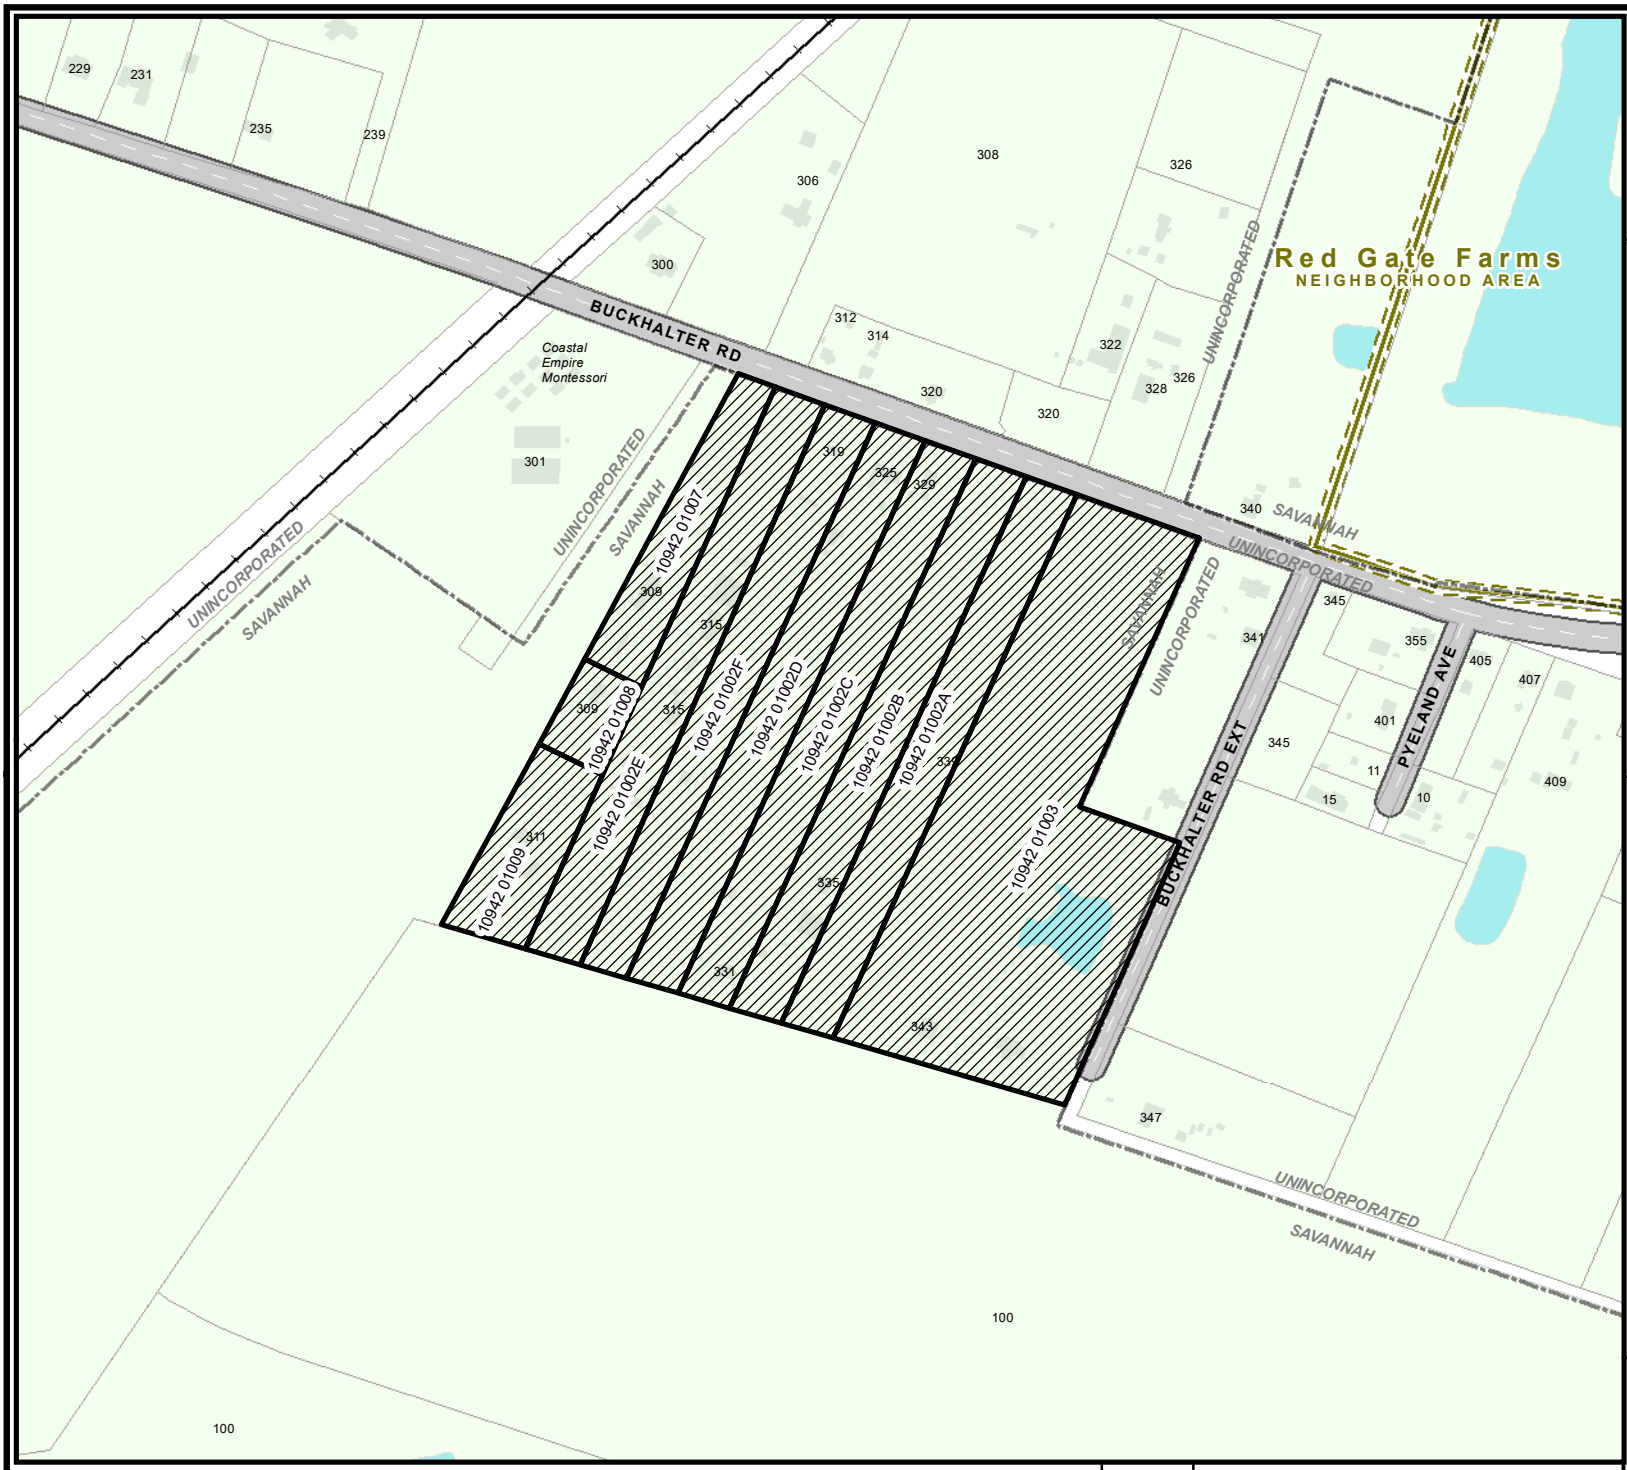 229
231
235
239
308
306
326
300
Red Gate Farms
NEIGHBORHOOD AREA
UNINCORPORATED
BUCKHALTER RD
312
314
322
326
328
320
320
Coastal
Empire
Montessori
301
UNINCORPORATED
SAVANNAH
UNINCORPORATED
SAVANNAH
319
325
329
10942 01007
309
315
340
SAVANNAH
UNINCORPORATED
SAVANNAH
UNINCORPORATED
341
345
355
405
407
PYELAND AVE
401
11
10
15
409
345
BUCKHALTER RD EXT
309
10942 01008
315
10942 01002E
10942 01002F
10942 01002D
10942 01002C
10942 01002B
10942 01002A
10942 01003
311
10942 01009
335
331
343
347
UNINCORPORATED
SAVANNAH
100
100